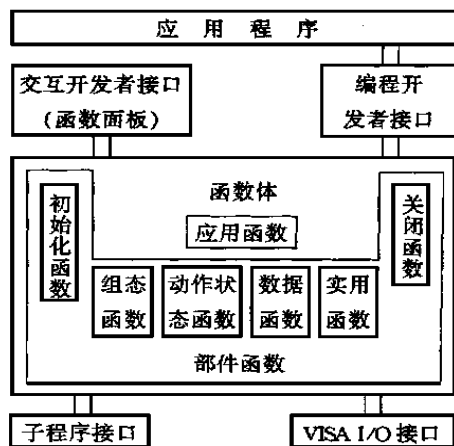 应用程序
交互开发者接口
(函数面板)
编程开
发者接口
函数体
应用函数
初始化函数
关闭函数
组态
函数
动作状
态函数
数据
函数
实用
函数
部件函数
子程序接口
VISA I/O 接口